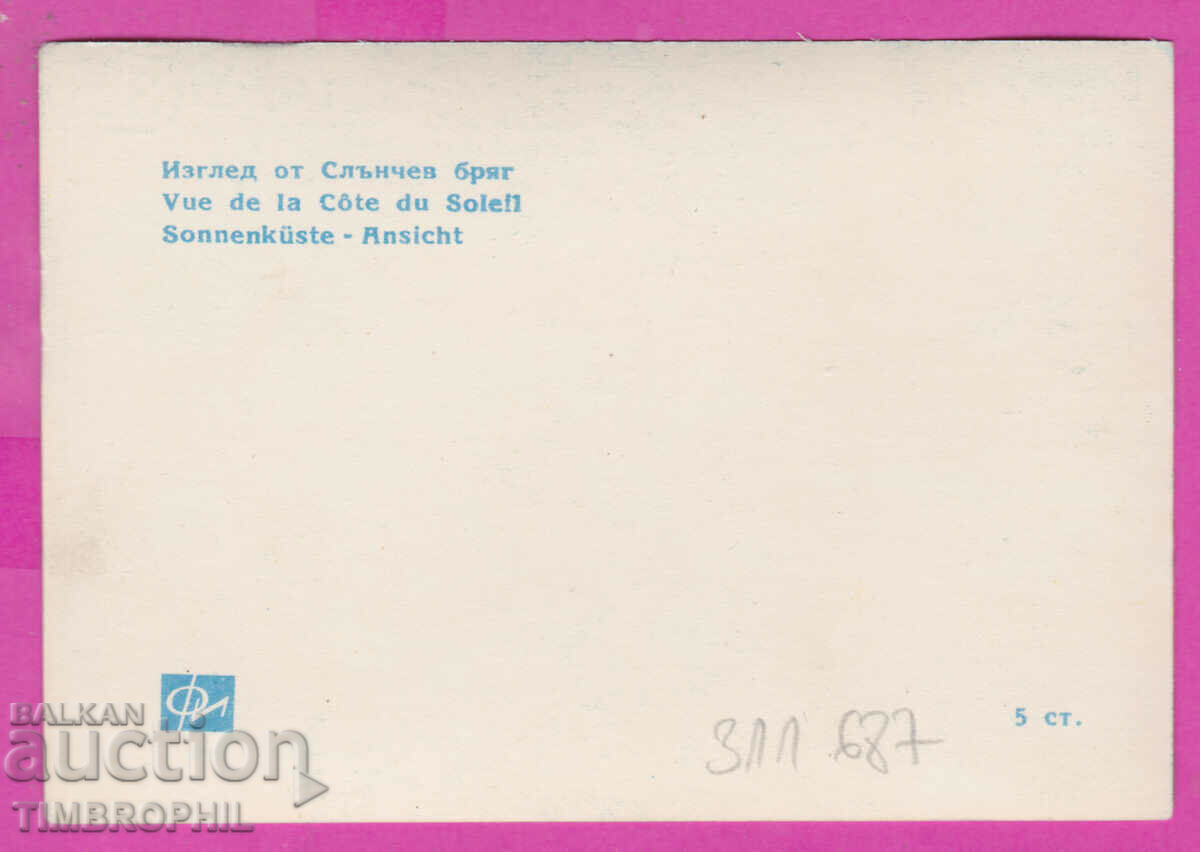 Изглед от Слънчев бряг
Vue de la Côte du Soleil
Sonnenküste - Ansicht
ФИ
5 ст.
311 687
BALKAN
auction
TIMBROPHIL